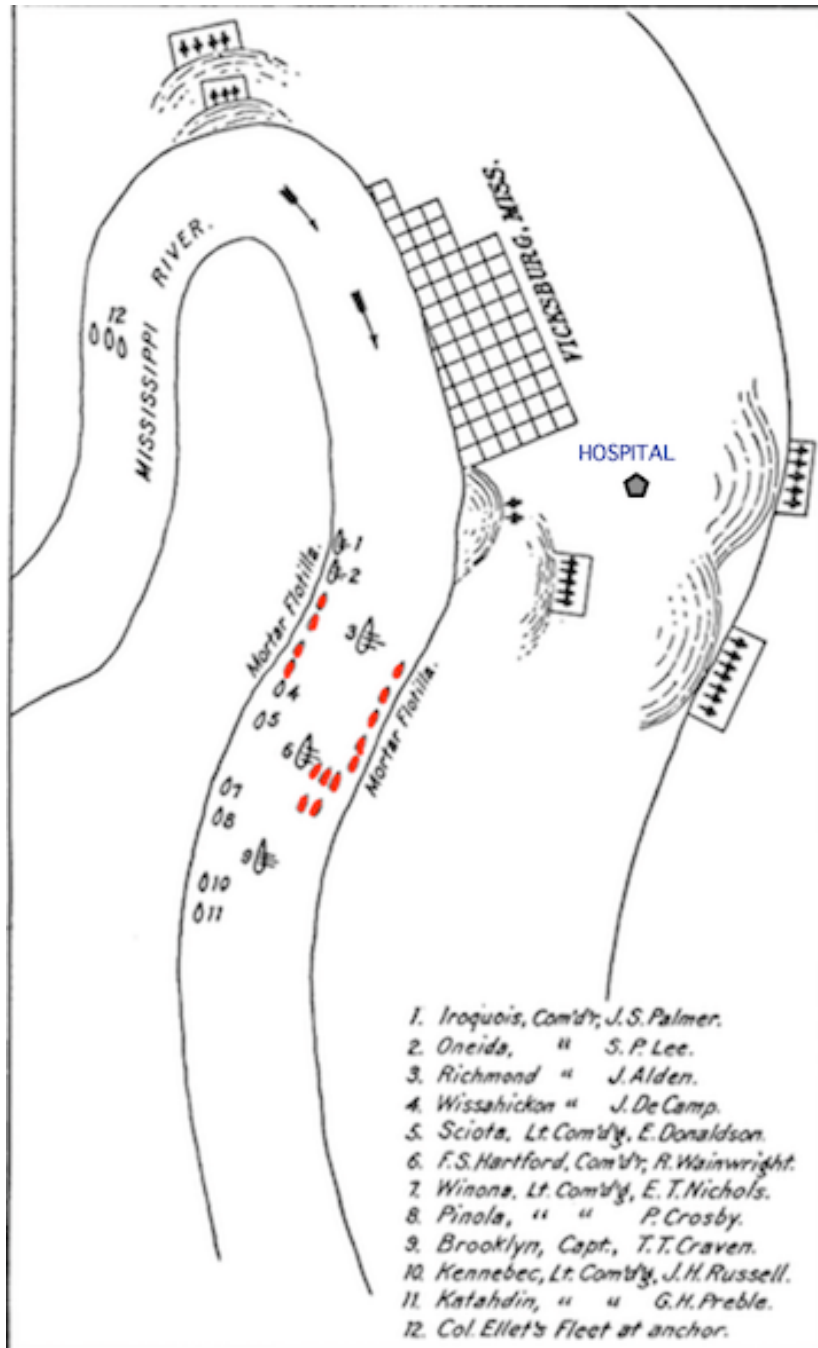 MISSISSIPPI RIVER.
VICKSBURG, MISS.
12
HOSPITAL
1
2
Mortar Flotilla.
3
4
5
Mortar Flotilla.
6
7
8
9
10
11
1. Iroquois, Com'd'r, J.S.Palmer.
2. Oneida, " S.P.Lee.
3. Richmond " J.Alden.
4. Wissahickon " J.DeCamp.
5. Sciota, Lt.Com'd'g, E.Donaldson.
6. F.S.Hartford, Com'd'r, R.Wainwright.
7. Winona, Lt.Com'd'g, E.T.Nichols.
8. Pinola, " " P.Crosby.
9. Brooklyn, Capt., T.T.Craven.
10. Kennebec, Lt.Com'd'g, J.H.Russell.
11. Katahdin, " " G.H.Preble.
12. Col.Ellet's Fleet at anchor.